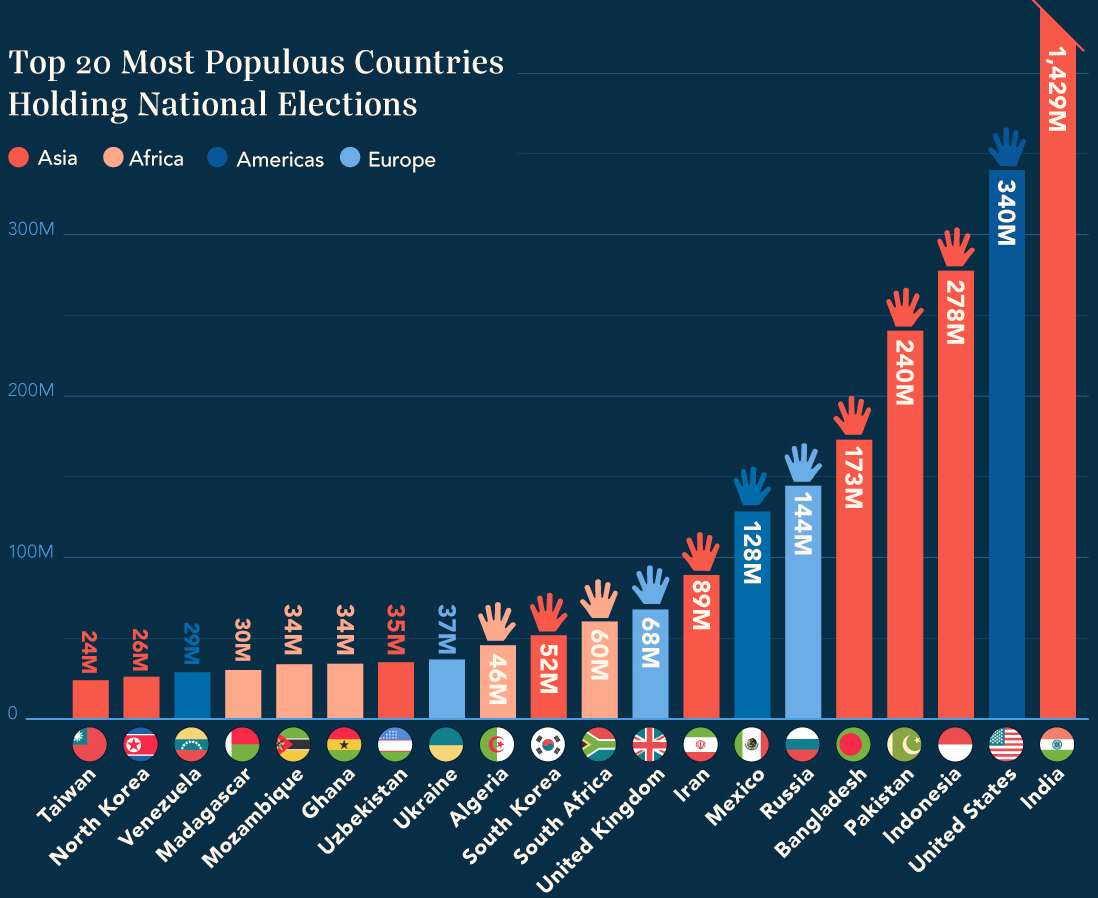 Top 20 Most Populous Countries
Holding National Elections
Asia
Africa
Americas
Europe
300M
200M
100M
0
24M
26M
29M
30M
34M
34M
35M
37M
46M
52M
60M
68M
89M
128M
144M
173M
240M
278M
340M
1,429M
Taiwan
North Korea
Venezuela
Madagascar
Mozambique
Ghana
Uzbekistan
Ukraine
Algeria
South Korea
South Africa
United Kingdom
Iran
Mexico
Russia
Bangladesh
Pakistan
Indonesia
United States
India